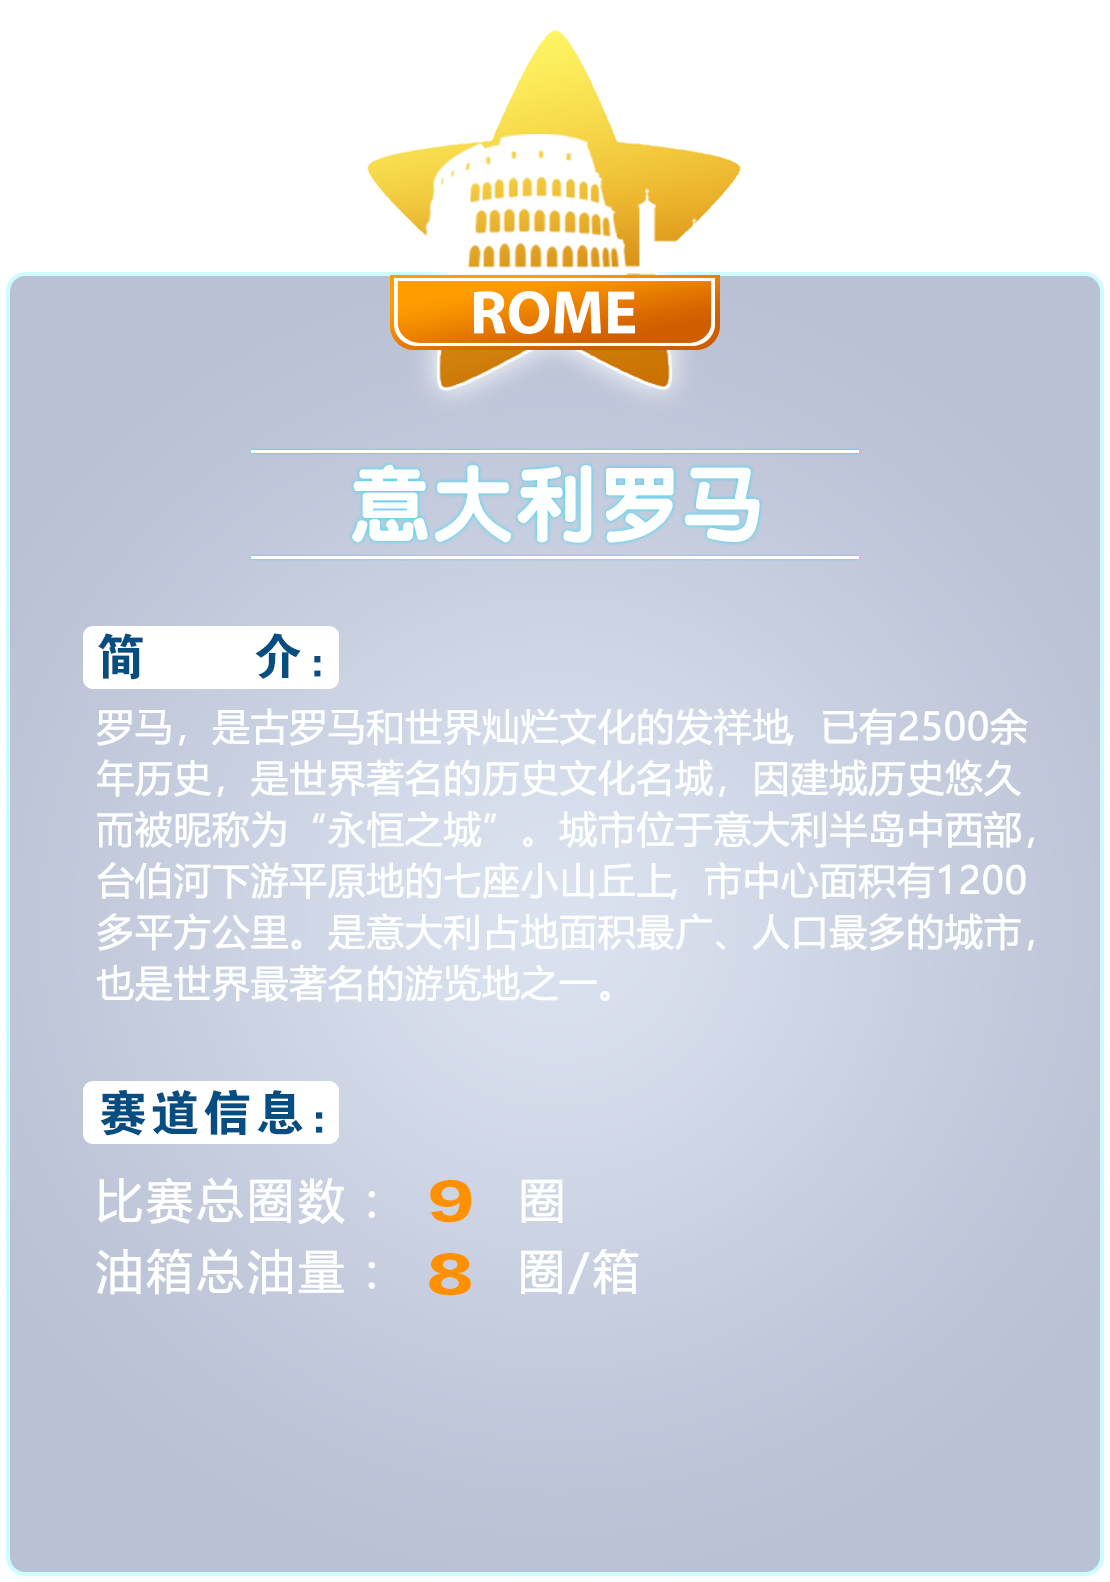 ROME
意大利罗马
简 介：
罗马，是古罗马和世界灿烂文化的发祥地，已有2500余
年历史，是世界著名的历史文化名城，因建城历史悠久
而被昵称为“永恒之城”。城市位于意大利半岛中西部，
台伯河下游平原地的七座小山丘上，市中心面积有1200
多平方公里。是意大利占地面积最广、人口最多的城市，
也是世界最著名的游览地之一。
赛道信息：
比赛总圈数： 9 圈
油箱总油量： 8 圈/箱